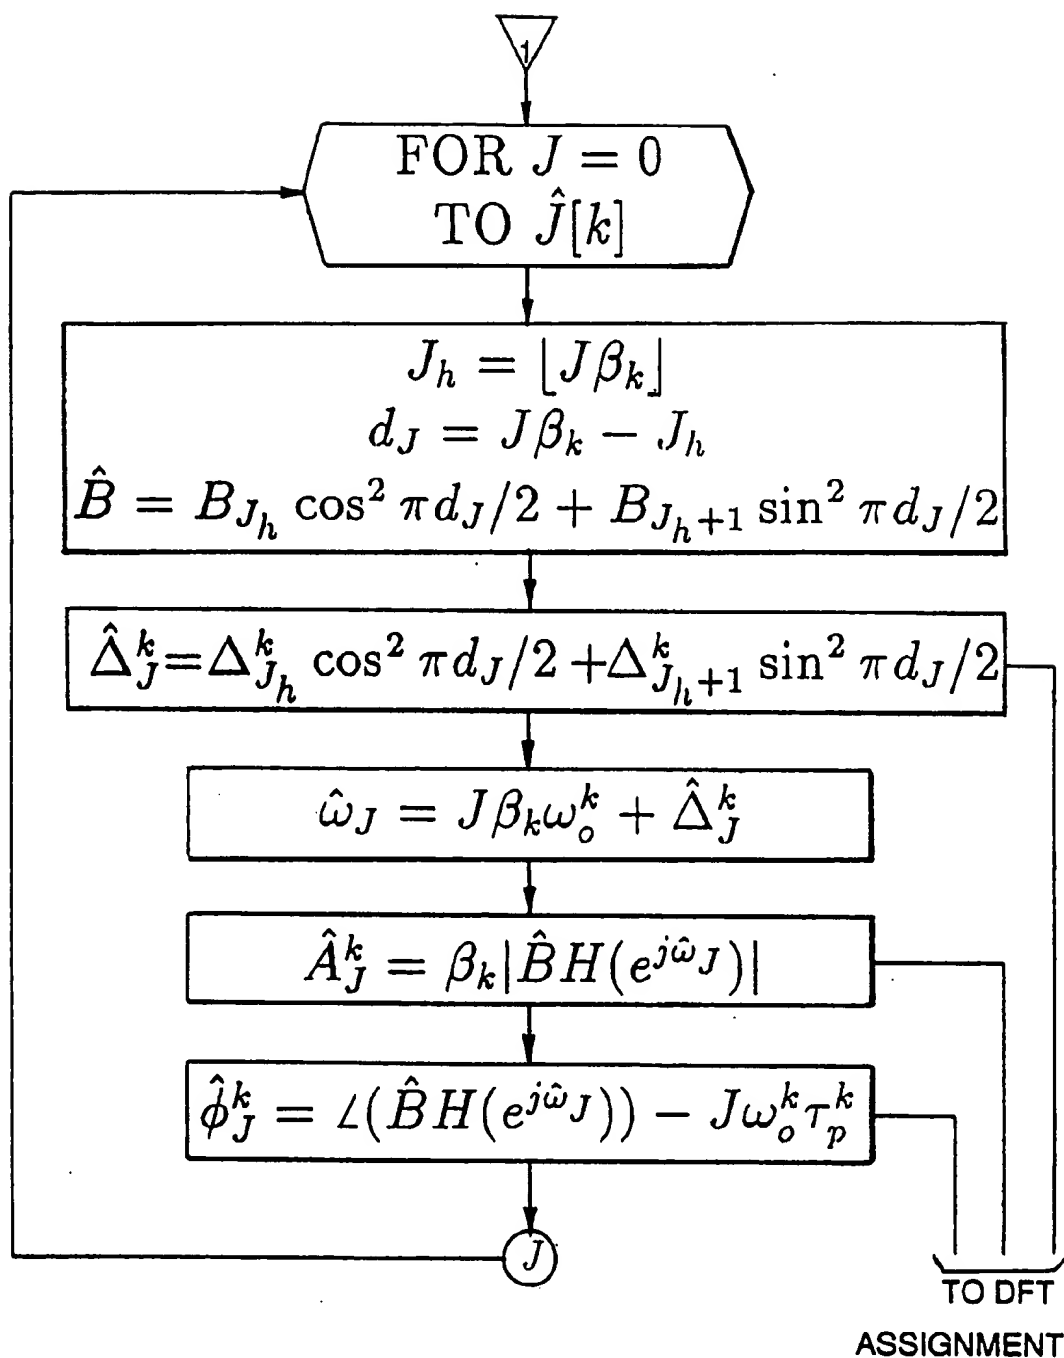 1
FOR J = 0
TO Ĵ[k]
J_h = ⌊Jβ_k⌋
d_J = Jβ_k − J_h
B̂ = B_{J_h} cos² πd_J/2 + B_{J_h+1} sin² πd_J/2
Δ̂_J^k = Δ_{J_h}^k cos² πd_J/2 + Δ_{J_h+1}^k sin² πd_J/2
ω̂_J = Jβ_kω_o^k + Δ̂_J^k
Â_J^k = β_k|B̂H(e^{jω̂_J})|
φ̂_J^k = ∠(B̂H(e^{jω̂_J})) − Jω_o^kτ_p^k
J
TO DFT
ASSIGNMENT